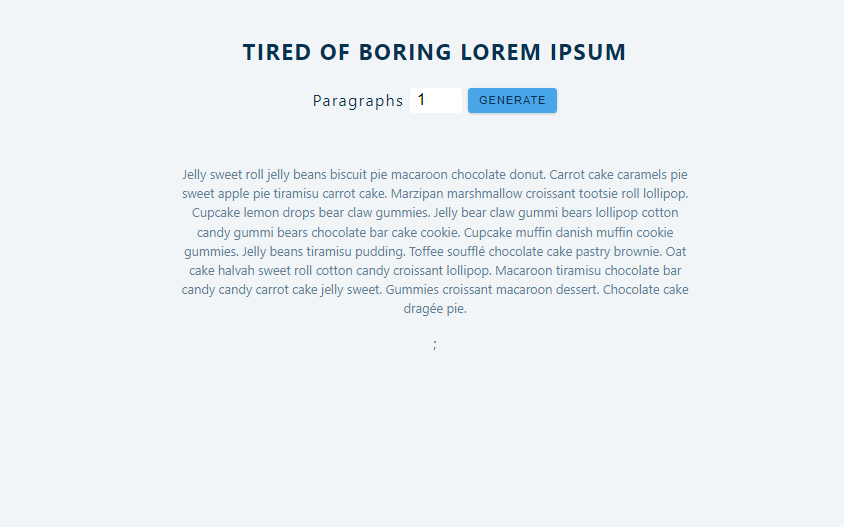 TIRED OF BORING LOREM IPSUM
Paragraphs 1 GENERATE
Jelly sweet roll jelly beans biscuit pie macaroon chocolate donut. Carrot cake caramels pie
sweet apple pie tiramisu carrot cake. Marzipan marshmallow croissant tootsie roll lollipop.
Cupcake lemon drops bear claw gummies. Jelly bear claw gummi bears lollipop cotton
candy gummi bears chocolate bar cake cookie. Cupcake muffin danish muffin cookie
gummies. Jelly beans tiramisu pudding. Toffee soufflé chocolate cake pastry brownie. Oat
cake halvah sweet roll cotton candy croissant lollipop. Macaroon tiramisu chocolate bar
candy candy carrot cake jelly sweet. Gummies croissant macaroon dessert. Chocolate cake
dragée pie.
;